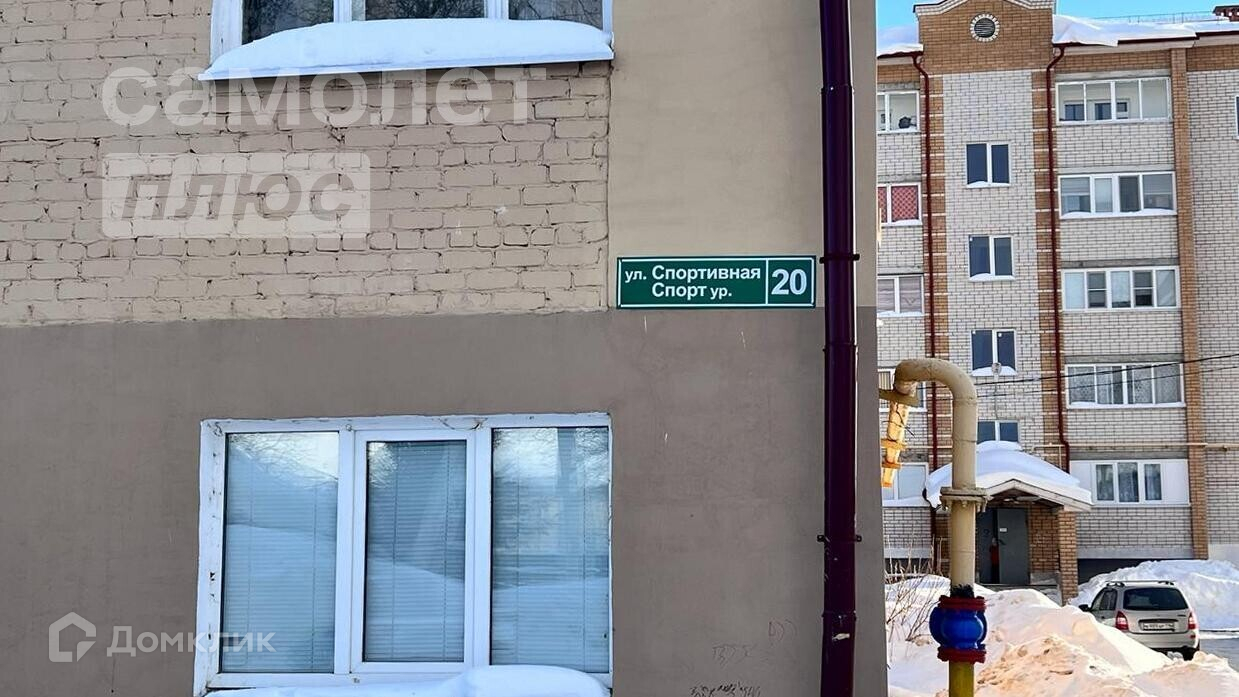 самолет
плюс
ул. Спортивная
Спорт ур.
20
Домклик